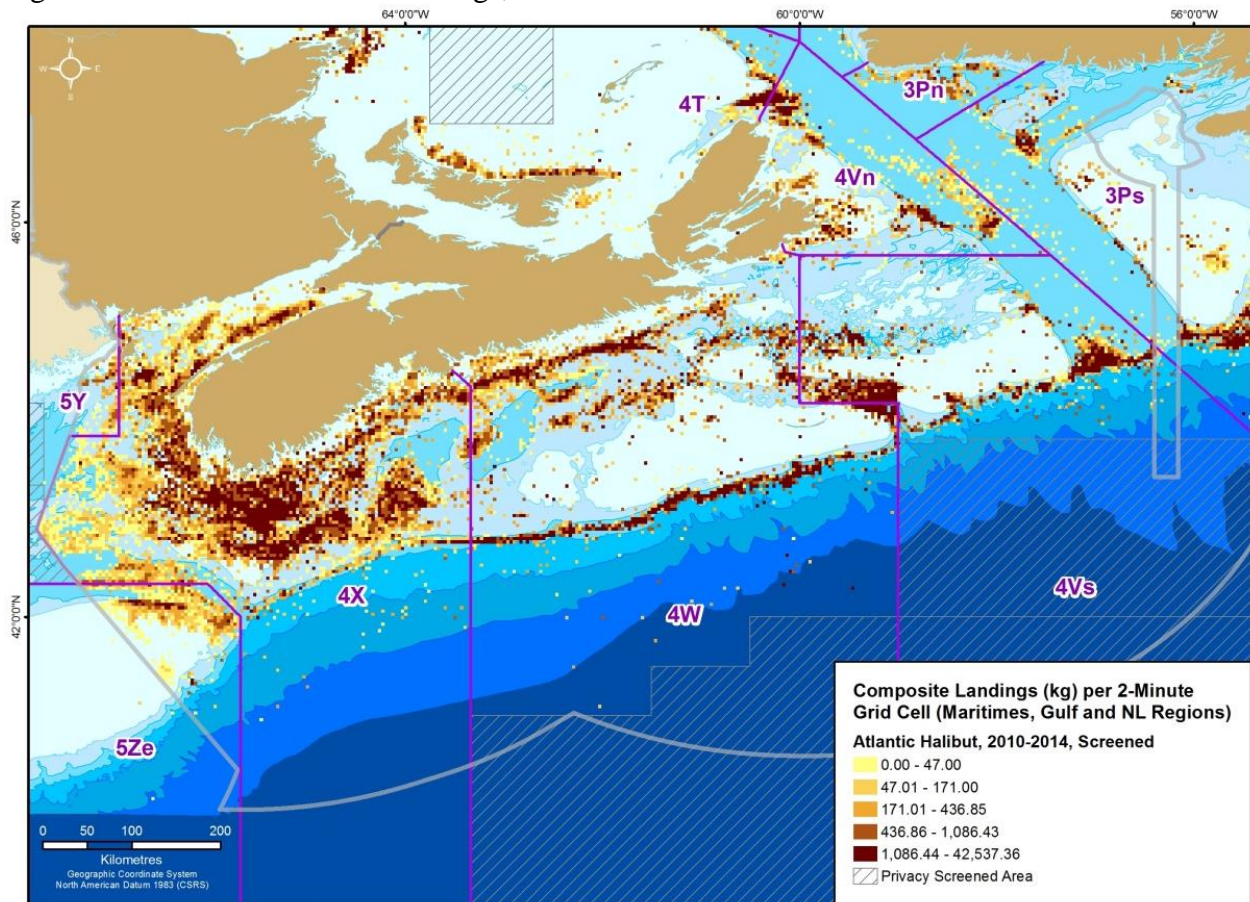 64°0'0"W
60°0'0"W
56°0'0"W
N
W
E
S
46°0'0"N
42°0'0"N
4T
3Pn
4Vn
3Ps
5Y
4X
4W
4Vs
5Ze
0 50 100 200
Kilometres
Geographic Coordinate System
North American Datum 1983 (CSRS)
Composite Landings (kg) per 2-Minute
Grid Cell (Maritimes, Gulf and NL Regions)
Atlantic Halibut, 2010-2014, Screened
0.00 - 47.00
47.01 - 171.00
171.01 - 436.85
436.86 - 1,086.43
1,086.44 - 42,537.36
Privacy Screened Area